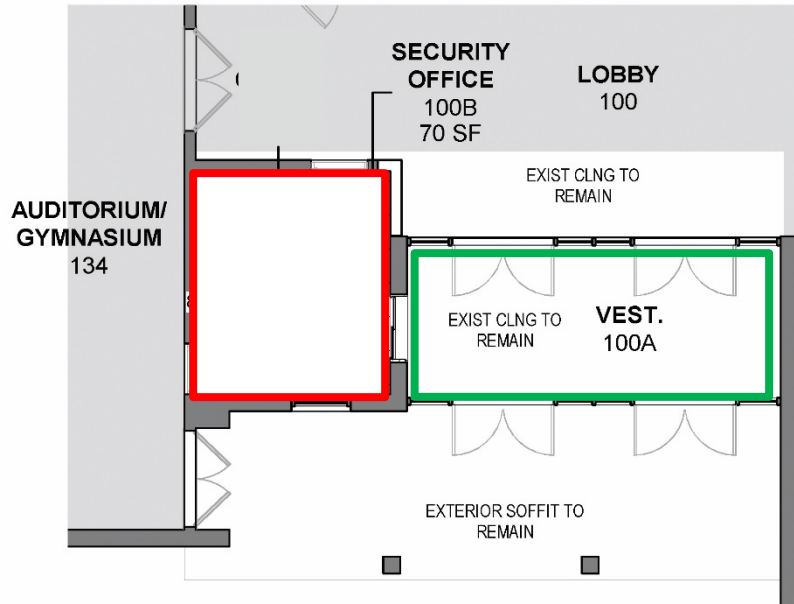 SECURITY
OFFICE
100B
70 SF
LOBBY
100
EXIST CLNG TO
REMAIN
AUDITORIUM/
GYMNASIUM
134
EXIST CLNG TO
REMAIN
VEST.
100A
EXTERIOR SOFFIT TO
REMAIN